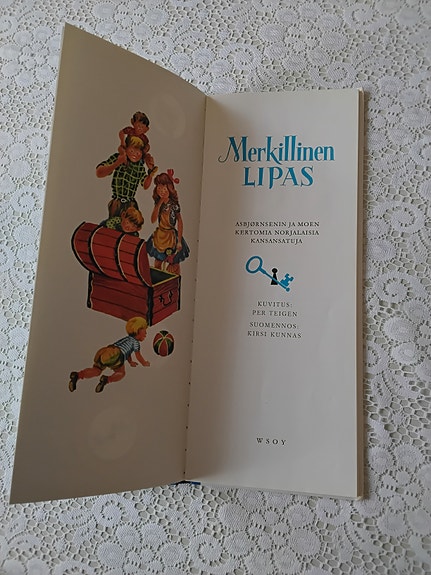 Merkillinen
LIPAS
ASBJØRNSENIN JA MOEN
KERTOMIA NORJALAISIA
KANSANSATUJA
KUVITUS:
PER TEIGEN
SUOMENNOS:
KIRSI KUNNAS
WSOY